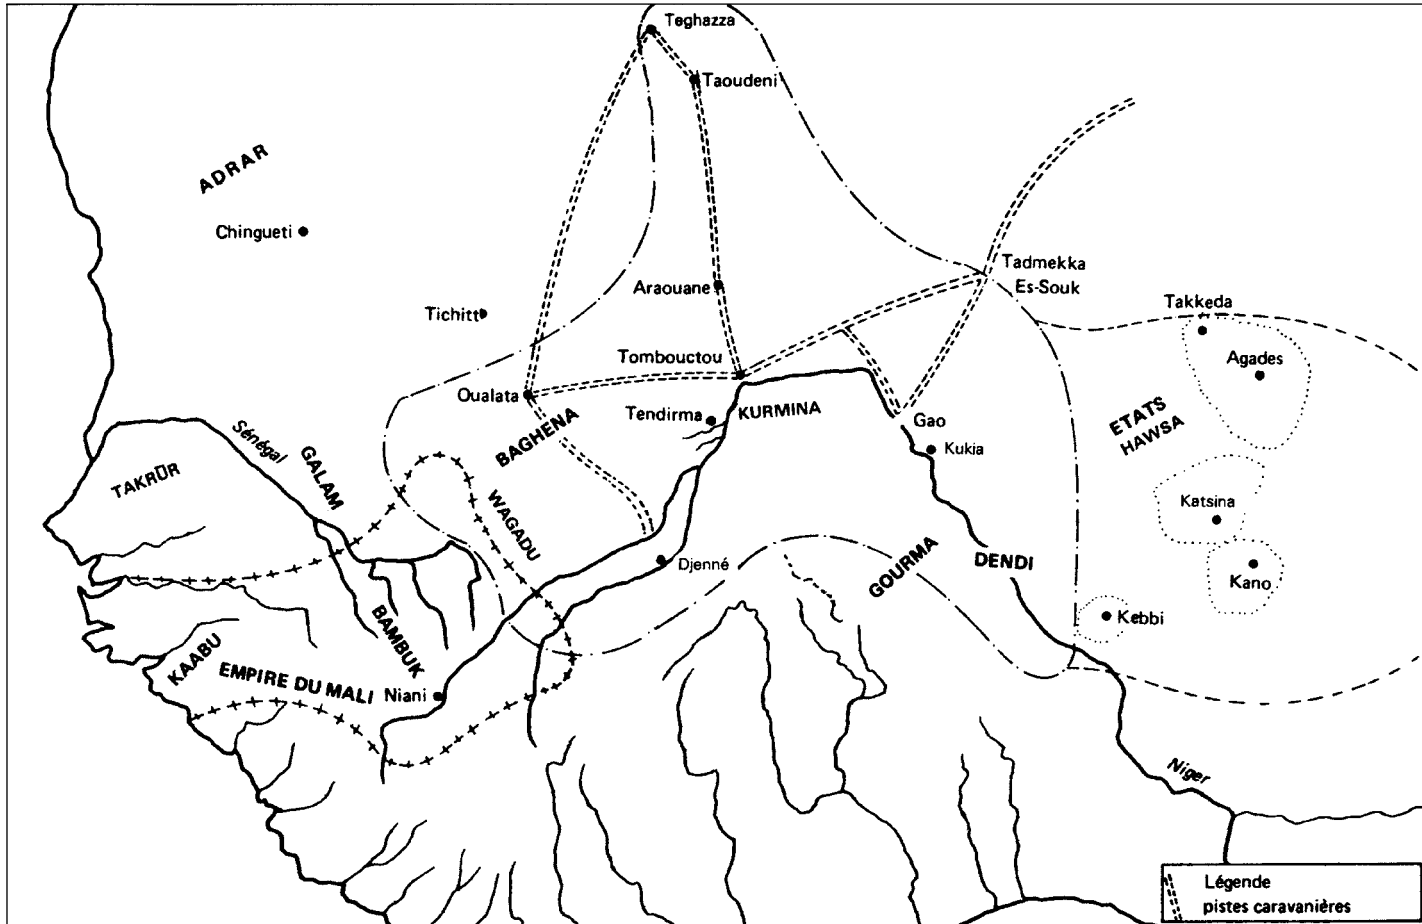 Teghazza
Taoudeni
ADRAR
Chingueti
Tadmekka
Es-Souk
Araouane
Takkeda
Tichitt
Tombouctou
Agades
Oualata
Tendirma
KURMINA
Gao
ETATS
HAWSA
BAGHENA
Kukia
Sénégal
GALAM
TAKRŪR
WAGADU
Katsina
Djenné
GOURMA
DENDI
Kano
BAMBUK
Kebbi
KAABU
EMPIRE DU MALI
Niani
Niger
Légende
pistes caravanières